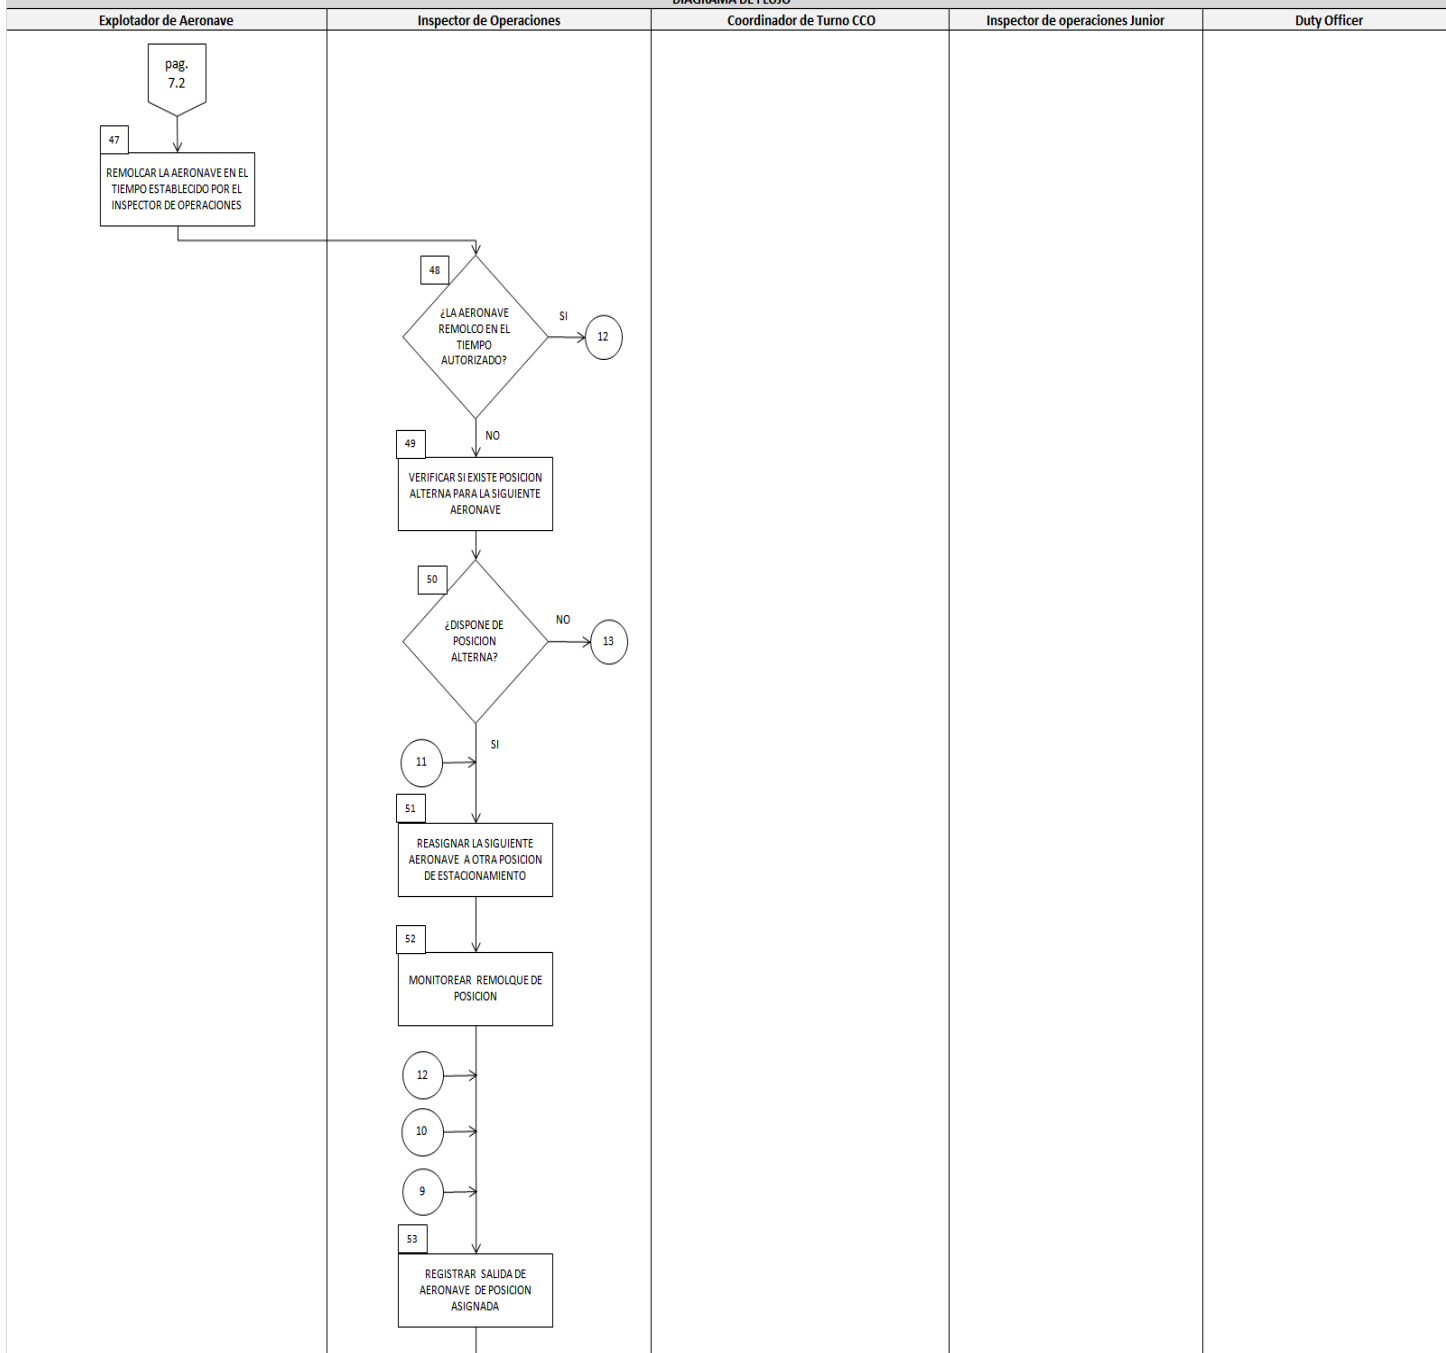 DIAGRAMA DE FLUJO
Explotador de Aeronave
Inspector de Operaciones
Coordinador de Turno CCO
Inspector de operaciones Junior
Duty Officer
pag.
7.2
47
REMOLCAR LA AERONAVE EN EL
TIEMPO ESTABLECIDO POR EL
INSPECTOR DE OPERACIONES
48
¿LA AERONAVE
REMOLCO EN EL
TIEMPO
AUTORIZADO?
SI
12
NO
49
VERIFICAR SI EXISTE POSICION
ALTERNA PARA LA SIGUIENTE
AERONAVE
50
¿DISPONE DE
POSICION
ALTERNA?
NO
13
SI
11
51
REASIGNAR LA SIGUIENTE
AERONAVE A OTRA POSICION
DE ESTACIONAMIENTO
52
MONITOREAR REMOLQUE DE
POSICION
12
10
9
53
REGISTRAR SALIDA DE
AERONAVE DE POSICION
ASIGNADA